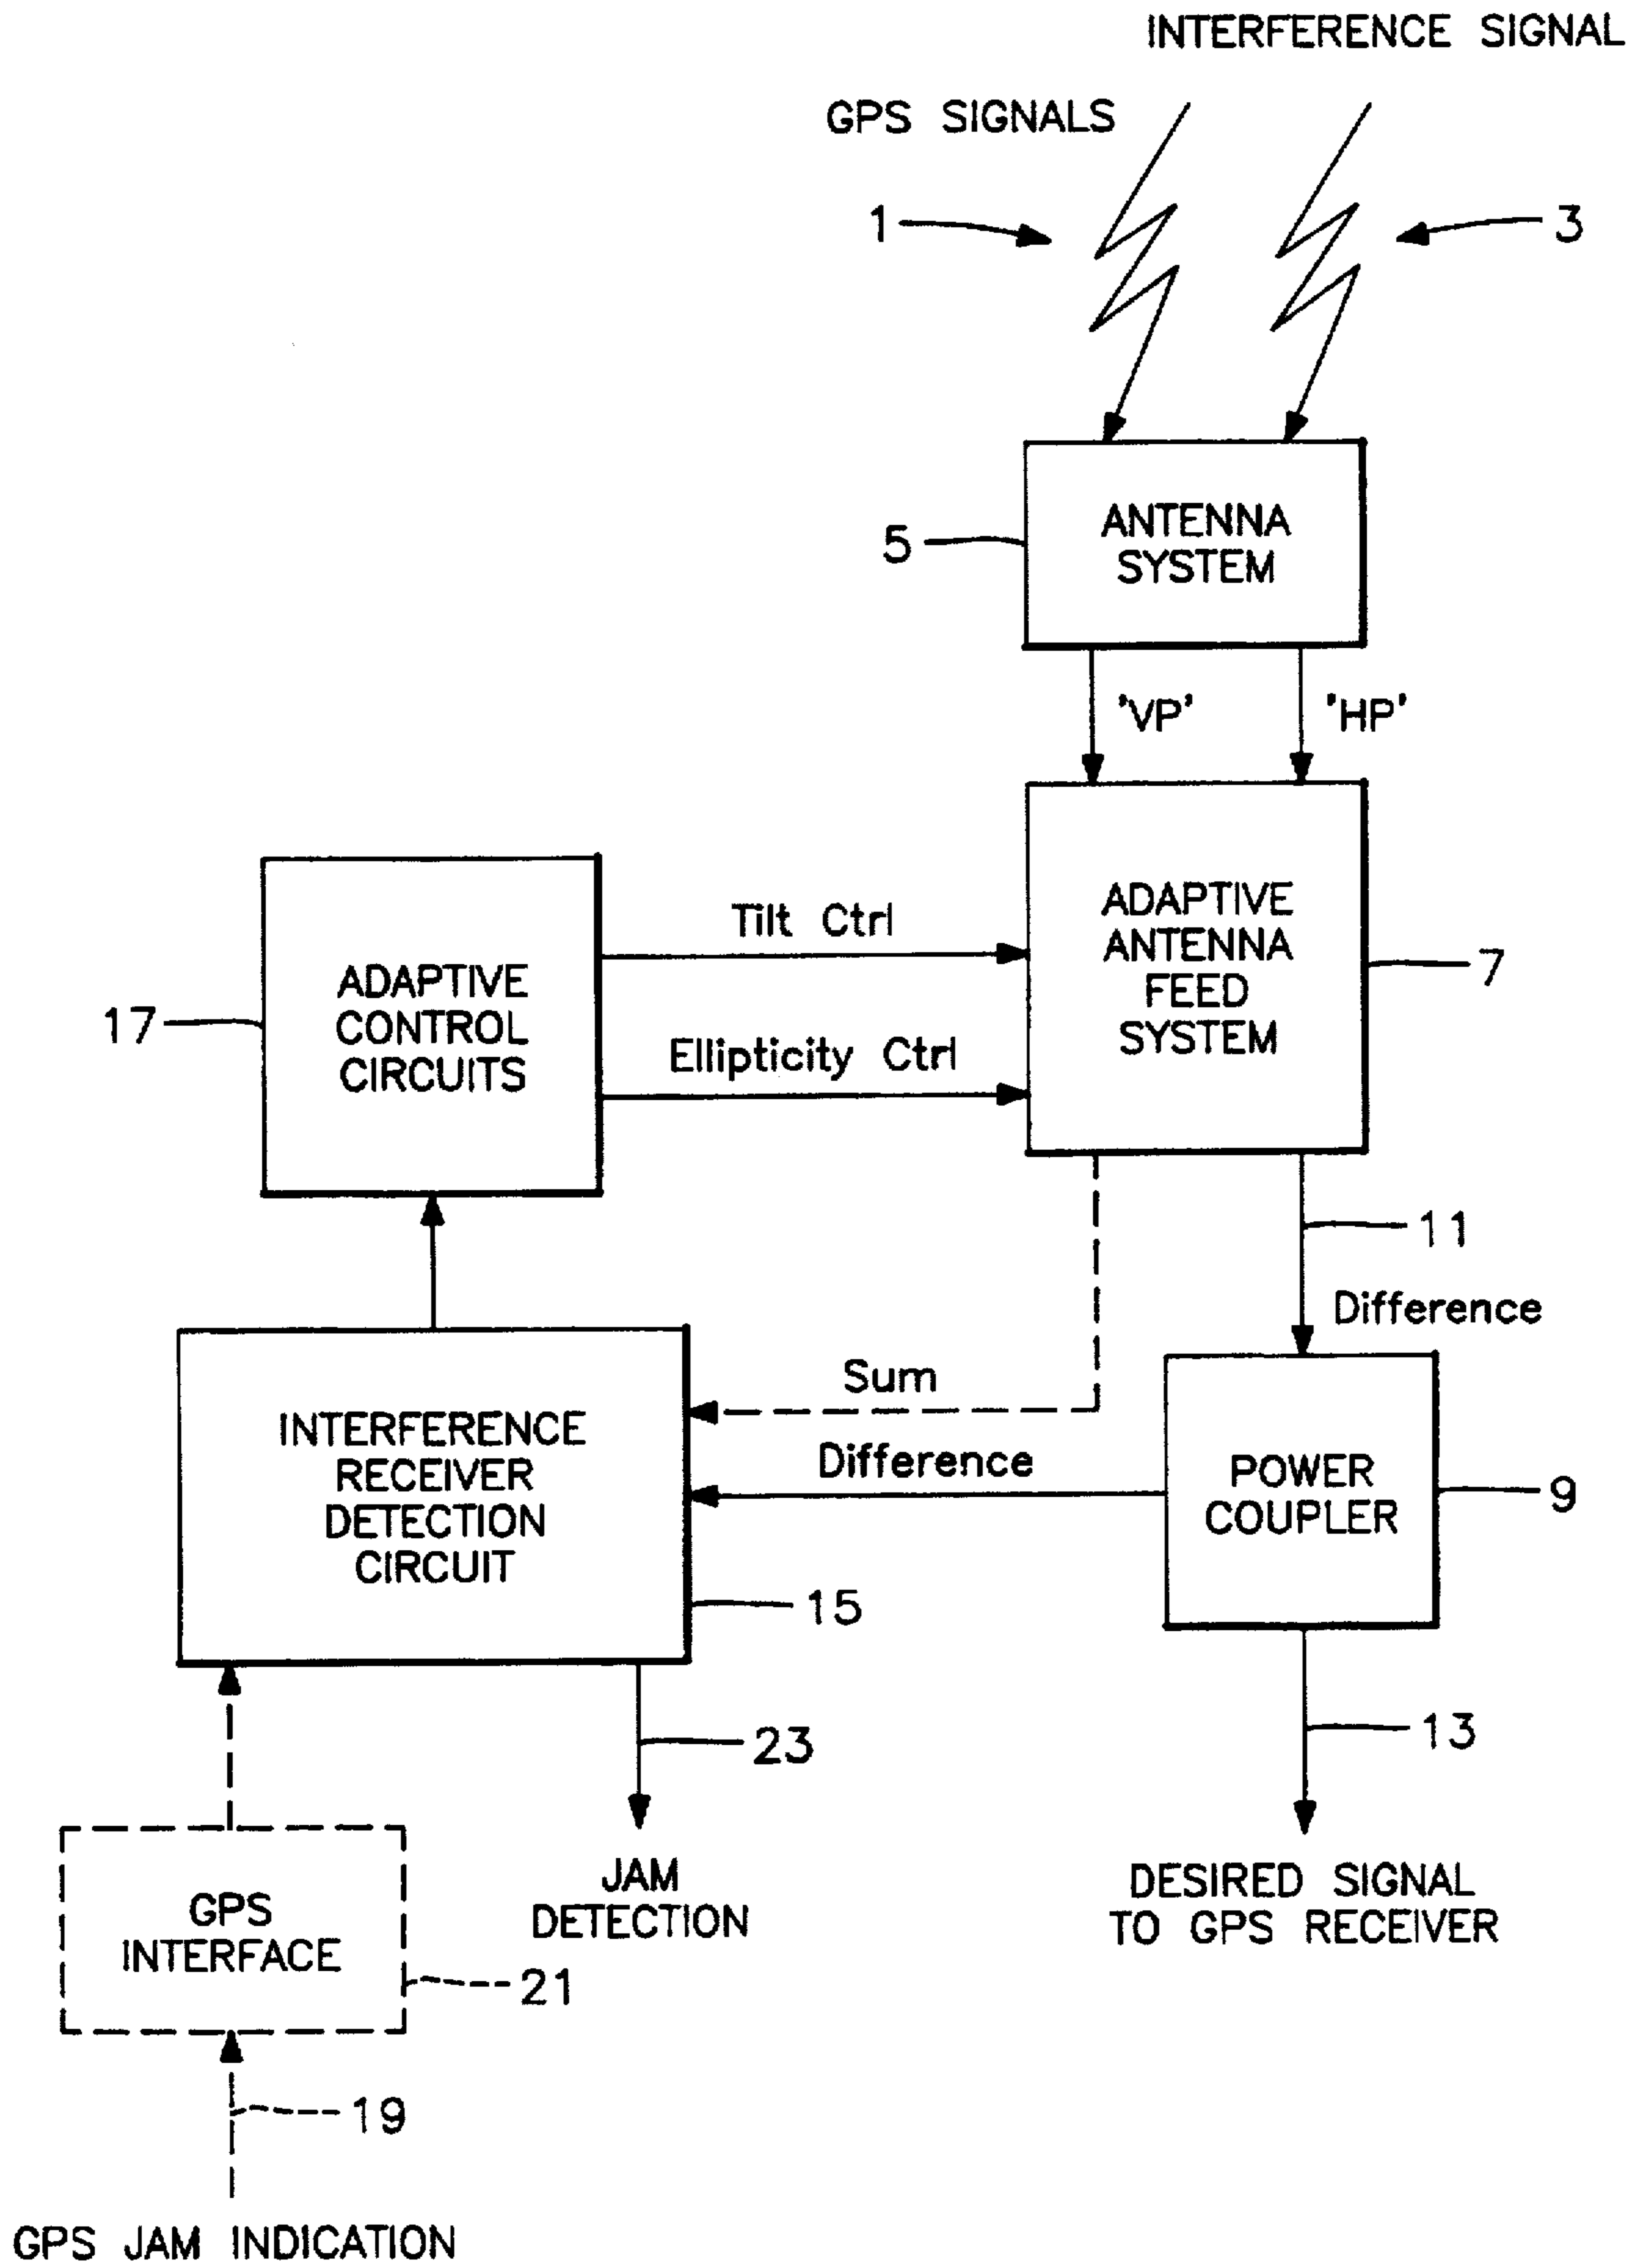 INTERFERENCE SIGNAL
GPS SIGNALS
1
3
5
ANTENNA
SYSTEM
'VP'
'HP'
ADAPTIVE
ANTENNA
FEED
SYSTEM
7
Tilt Ctrl
Ellipticity Ctrl
17
ADAPTIVE
CONTROL
CIRCUITS
11
Difference
Sum
Difference
INTERFERENCE
RECEIVER
DETECTION
CIRCUIT
15
POWER
COUPLER
9
23
13
JAM
DETECTION
DESIRED SIGNAL
TO GPS RECEIVER
GPS
INTERFACE
21
19
GPS JAM INDICATION